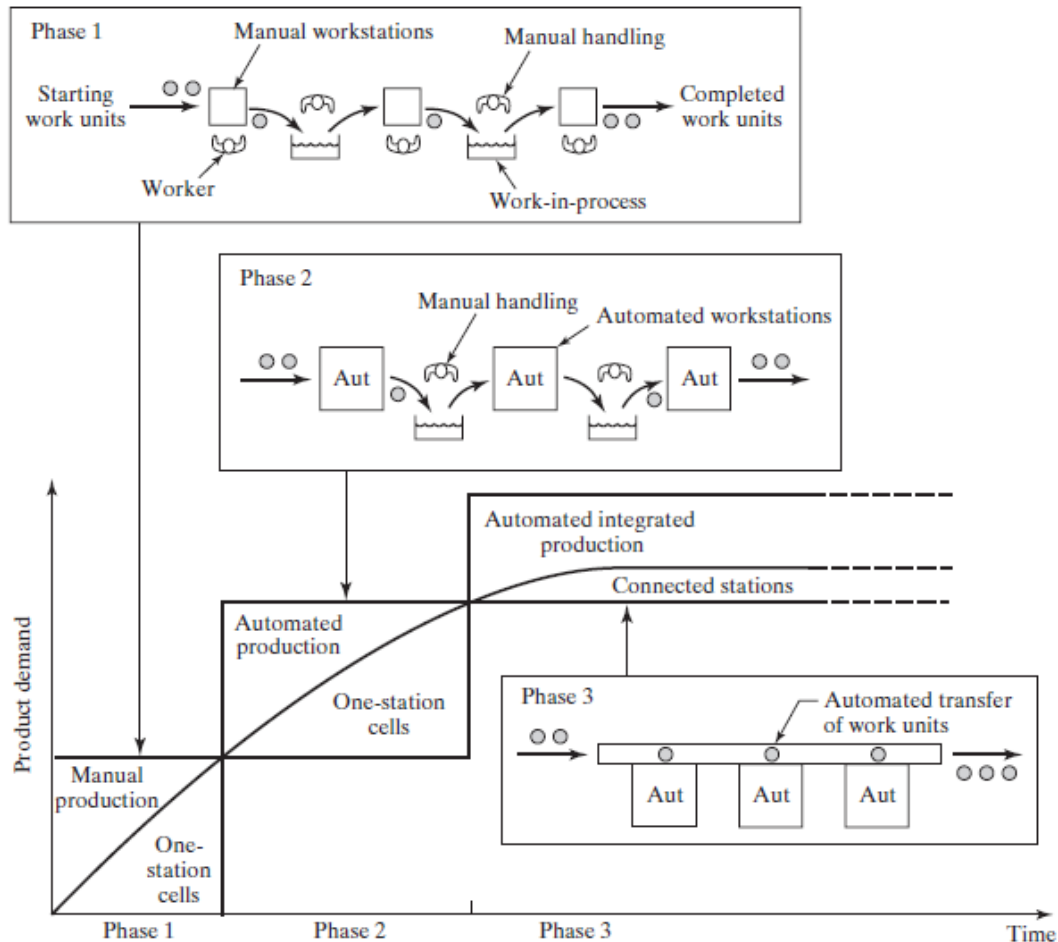 Phase 1
Manual workstations
Manual handling
Starting
work units
Completed
work units
Worker
Work-in-process
Phase 2
Manual handling
Automated workstations
Aut
Aut
Aut
Product demand
Automated integrated
production
Connected stations
Automated
production
One-station
cells
Manual
production
One-
station
cells
Phase 3
Automated transfer
of work units
Aut
Aut
Aut
Phase 1
Phase 2
Phase 3
Time